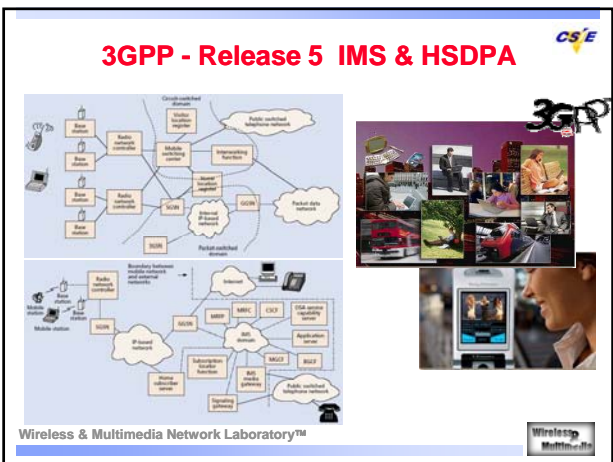 3GPP - Release 5 IMS & HSDPA
CS/E
3GPP
Circuit-switched
domain
Visitor
location
register
Public switched
telephone network
Base
station
Radio
network
controller
Mobile
switching
center
Interworking
function
Base
station
Home
location
register
Base
station
Radio
network
controller
SGSN
GGSN
Packet data
network
Internal
IP-based
network
Base
station
SGSN
Packet-switched
domain
Boundary between
mobile network
and external
networks
Internet
Radio
network
controller
Mobile
station
Base
station
Mobile station
SGSN
IP-based
network
GGSN
MRFP
MRFC
CSCF
OSA service
capability
server
IMS
domain
Application
server
Subscription
locator
function
MGCF
BGCF
Home
subscriber
server
IMS
media
gateway
Signaling
gateway
Public switched
telephone network
Wireless & Multimedia Network Laboratory™
Wireless
Multimedia